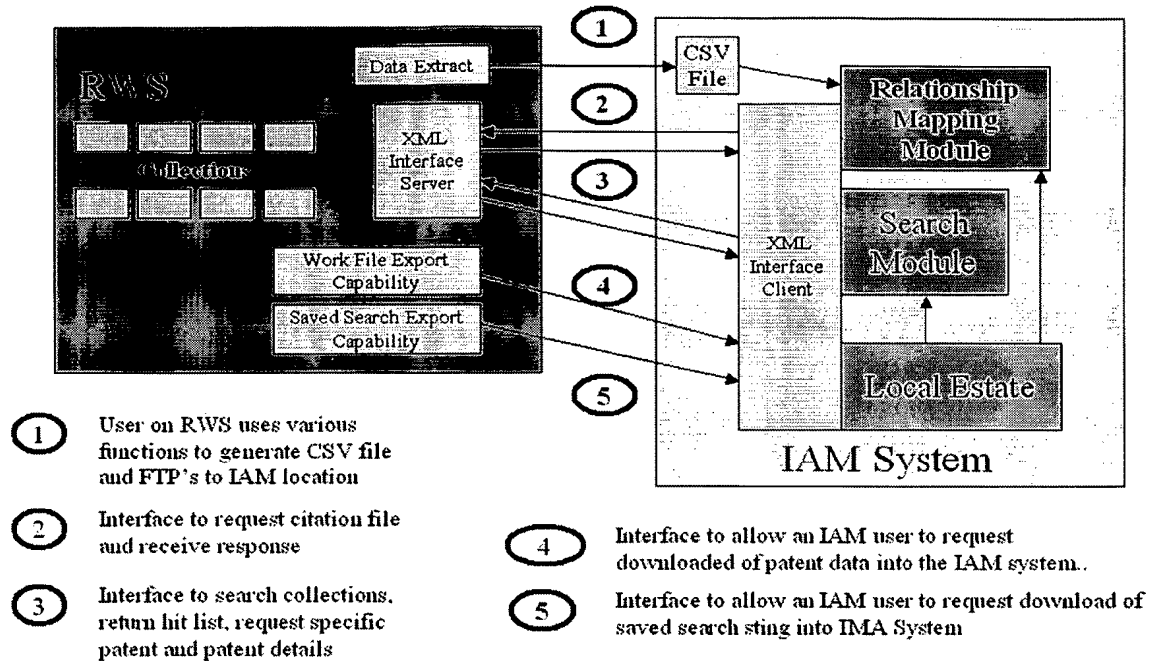 RWS
Data Extract
Collections
XML
Interface
Server
Work File Export
Capability
Saved Search Export
Capability
1
2
3
4
5
CSV
File
Relationship
Mapping
Module
Search
Module
XML
Interface
Client
Local Estate
IAM System
1
User on RWS uses various
functions to generate CSV file
and FTP's to IAM location
2
Interface to request citation file
and receive response
3
Interface to search collections,
return hit list, request specific
patent and patent details
4
Interface to allow an IAM user to request
downloaded of patent data into the IAM system..
5
Interface to allow an IAM user to request download of
saved search sting into IMA System